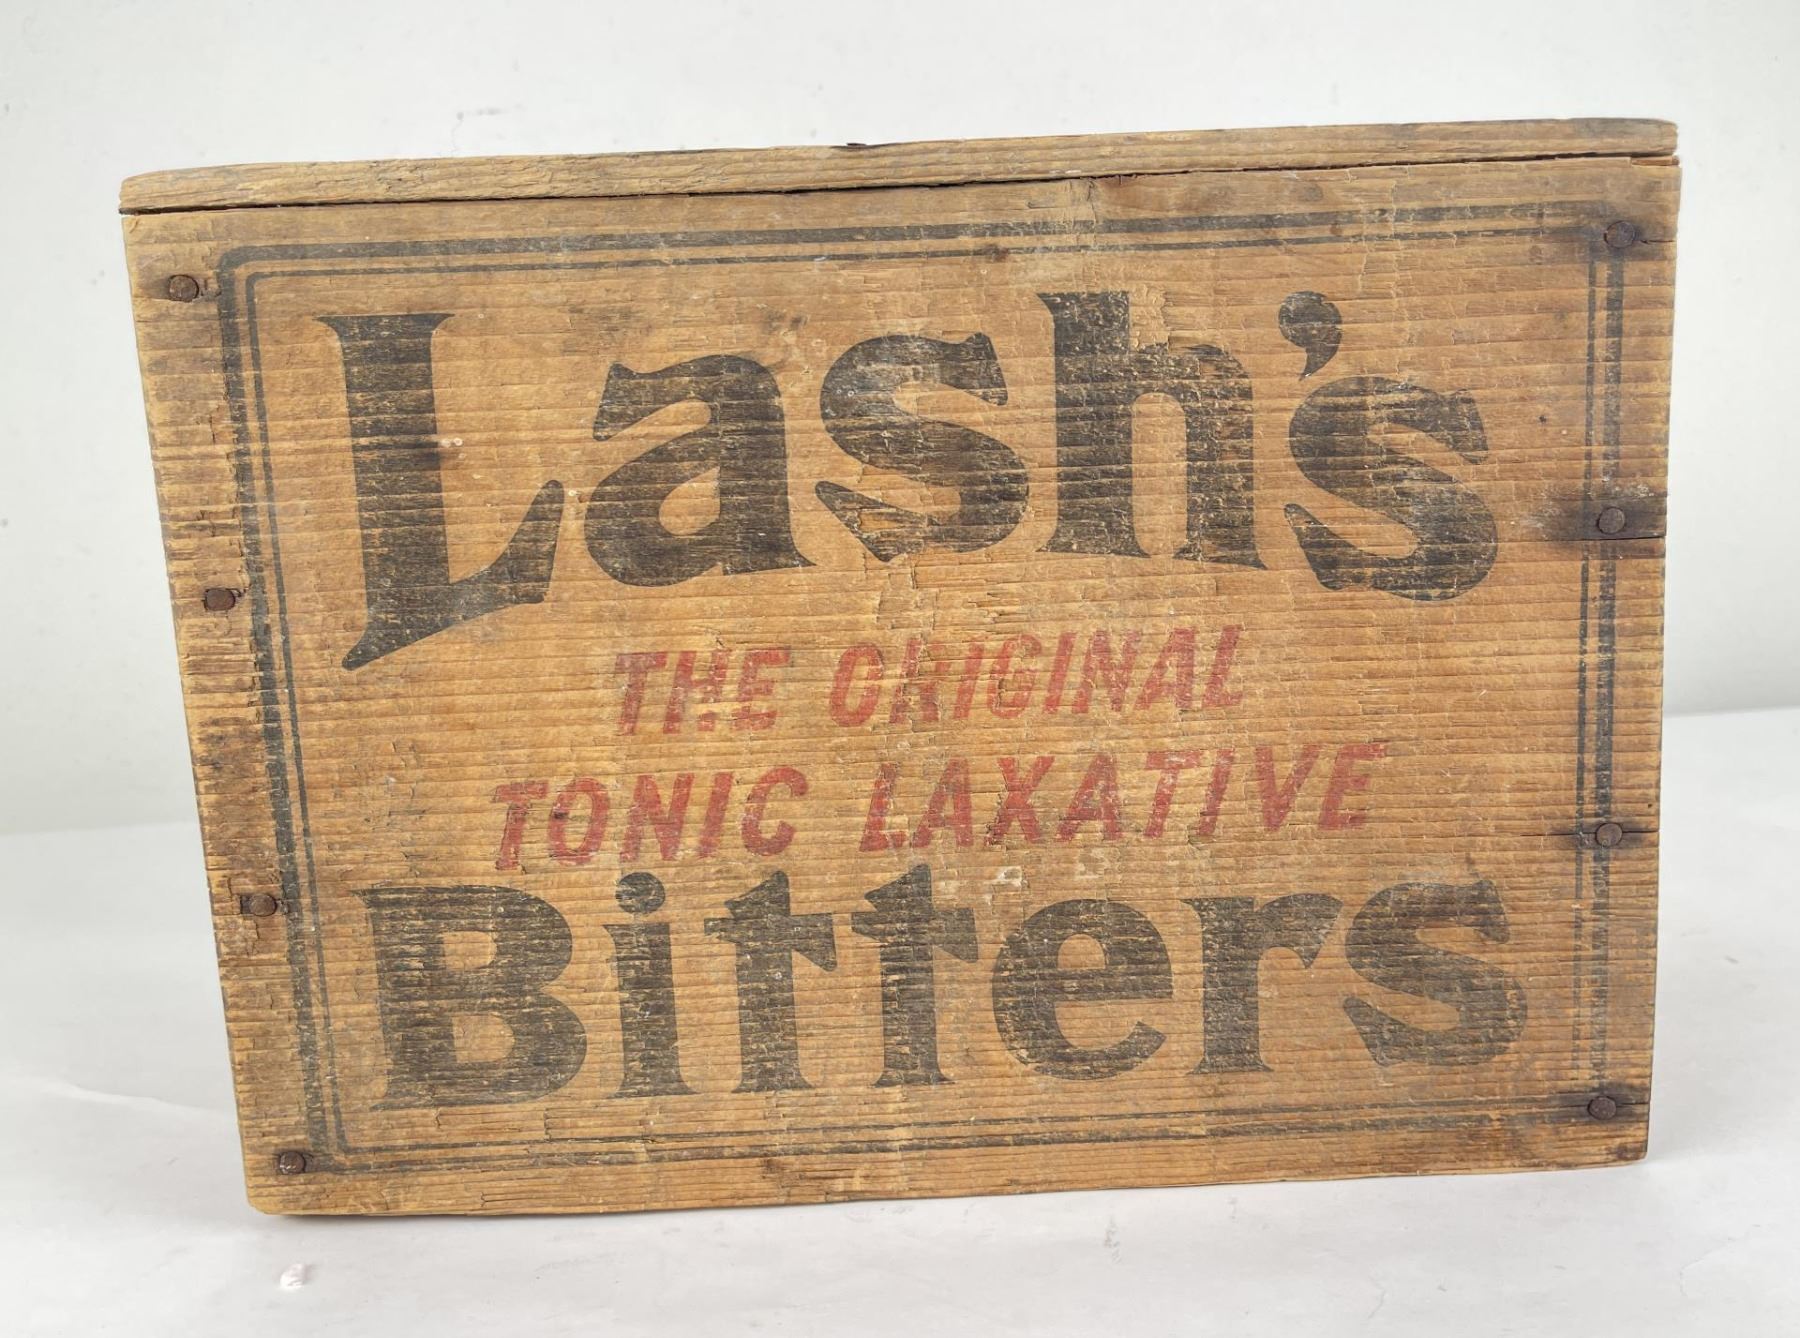 Lash's
THE ORIGINAL
TONIC LAXATIVE
Bitters